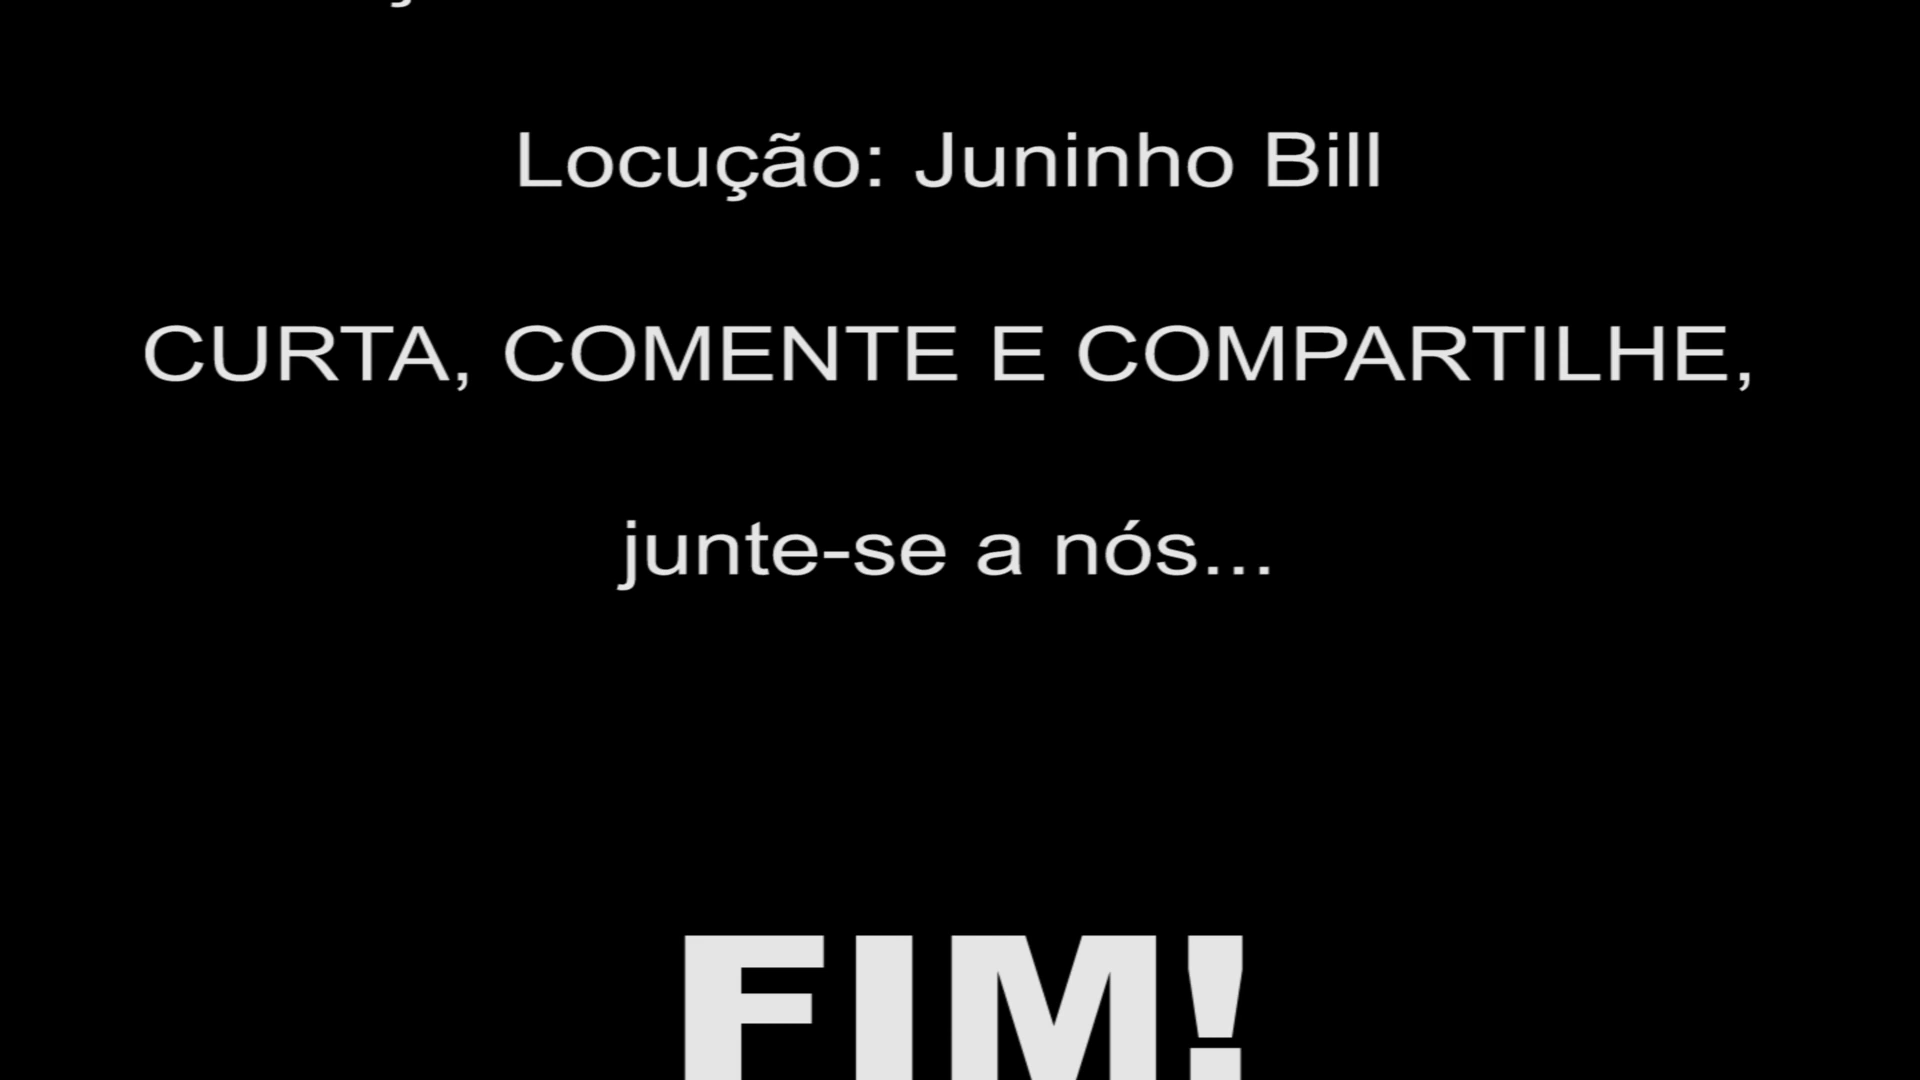 Locução: Juninho Bill
CURTA, COMENTE E COMPARTILHE,
junte-se a nós...
FIM!